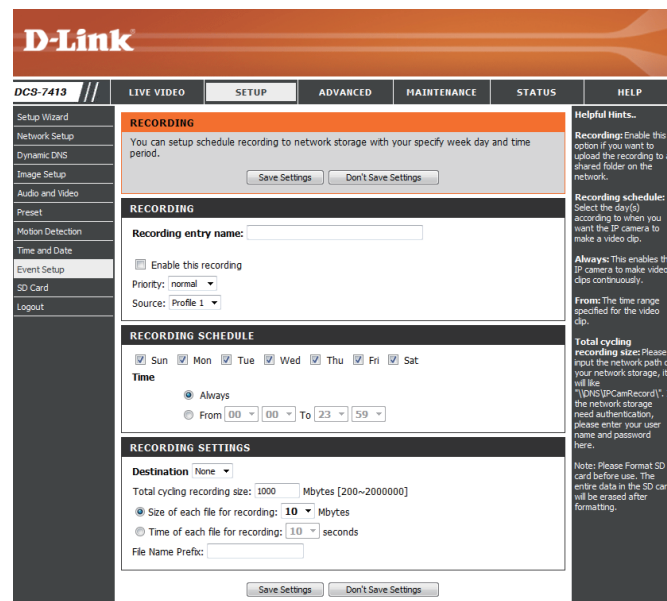 D-Link
DCS-7413 // LIVE VIDEO SETUP ADVANCED MAINTENANCE STATUS HELP
Setup Wizard
Network Setup
Dynamic DNS
Image Setup
Audio and Video
Preset
Motion Detection
Time and Date
Event Setup
SD Card
Logout
RECORDING
You can setup schedule recording to network storage with your specify week day and time
period.
Save Settings Don't Save Settings
RECORDING
Recording entry name:
Enable this recording
Priority: normal
Source: Profile 1
RECORDING SCHEDULE
Sun Mon Tue Wed Thu Fri Sat
Time
Always
From 00 00 To 23 59
RECORDING SETTINGS
Destination None
Total cycling recording size: 1000 Mbytes [200~2000000]
Size of each file for recording: 10 Mbytes
Time of each file for recording: 10 seconds
File Name Prefix:
Save Settings Don't Save Settings
Helpful Hints..
Recording: Enable this
option if you want to
upload the recording to
shared folder on the
network.
Recording schedule:
Select the day(s)
according to when you
want the IP camera to
make a video clip.
Always: This enables
IP camera to make video
clips continuously.
From: The time range
specified for the video
clip.
Total cycling
recording size: Please
input the network path
your network storage, it
will like
"\\DNS\IPCamRecord\".
the network storage
need authentication,
please enter your user
name and password
here.
Note: Please Format SD
card before use. The
entire data in the SD
will be erased after
formatting.